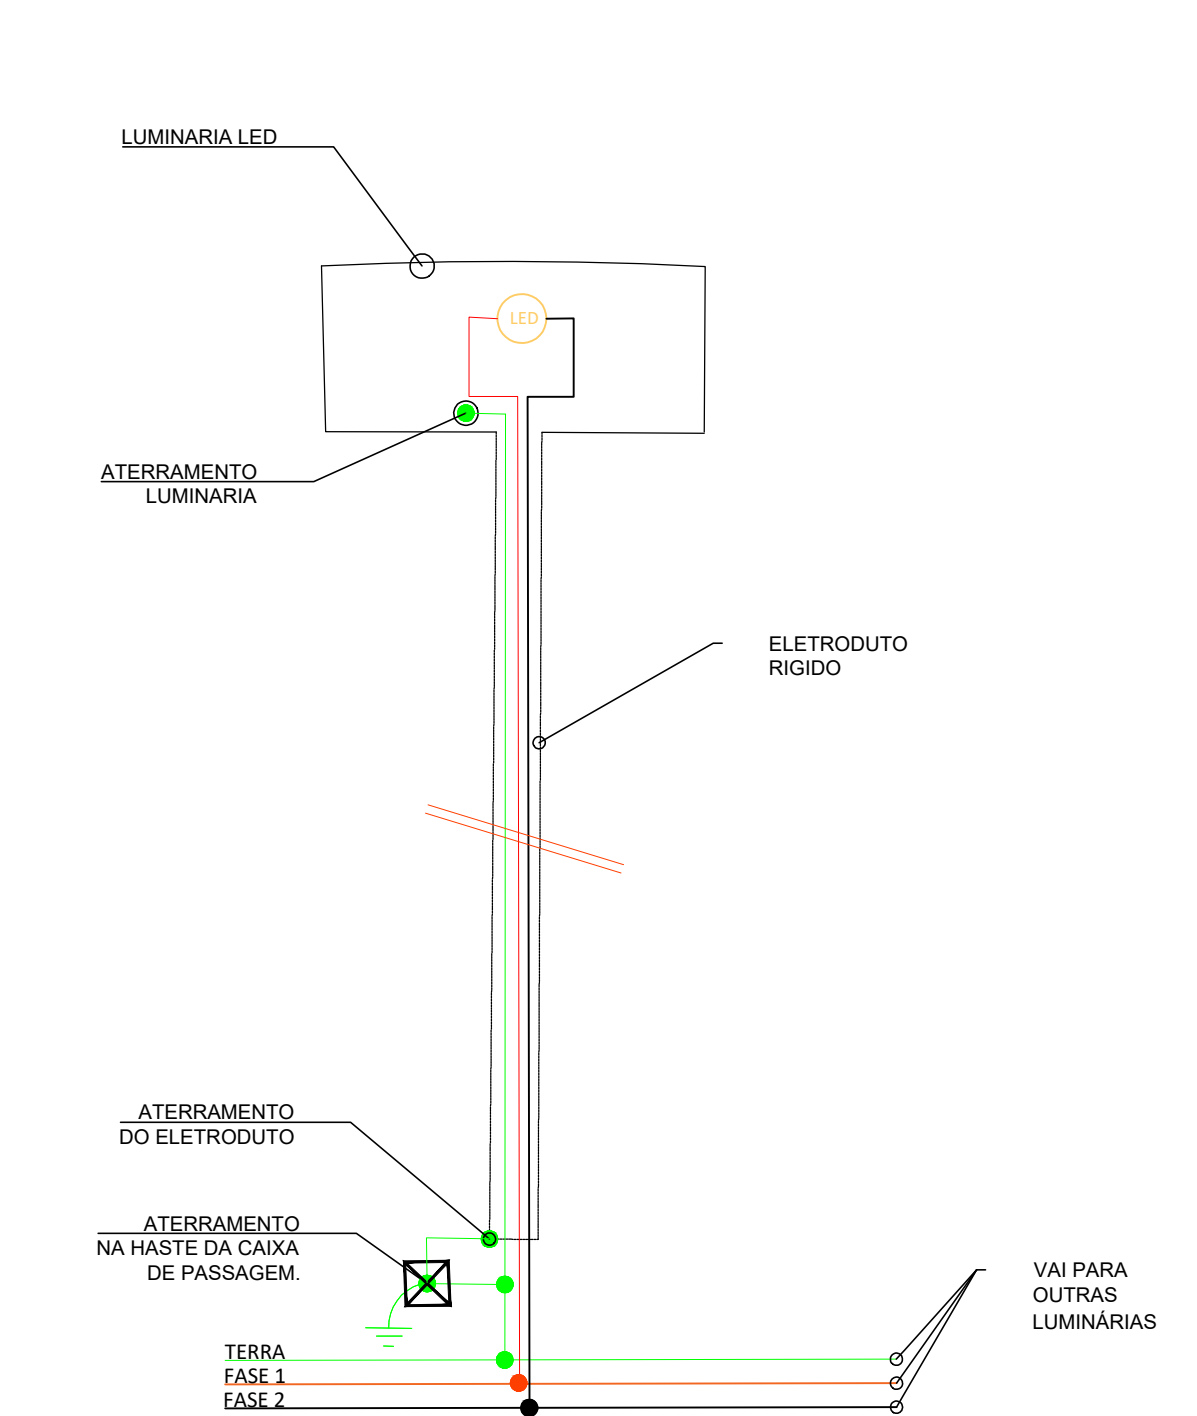 LUMINARIA LED
LED
ATERRAMENTO
LUMINARIA
ELETRODUTO
RIGIDO
ATERRAMENTO
DO ELETRODUTO
ATERRAMENTO
NA HASTE DA CAIXA
DE PASSAGEM.
VAI PARA
OUTRAS
LUMINÁRIAS
TERRA
FASE 1
FASE 2